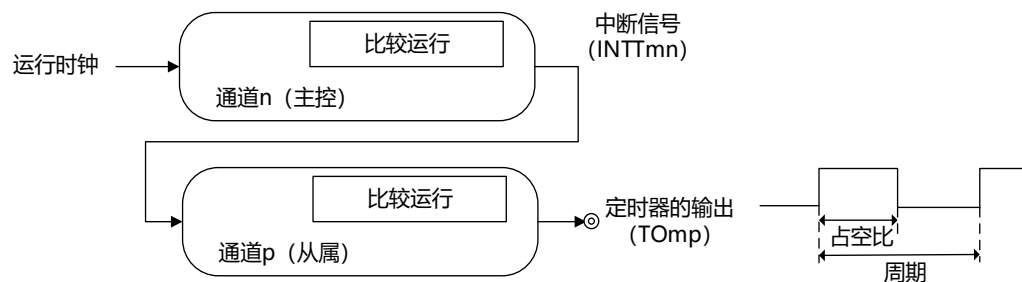 比较运行
中断信号
(INTTmn)
运行时钟
通道n（主控）
比较运行
定时器的输出
(TOmp)
通道p（从属）
占空比
周期